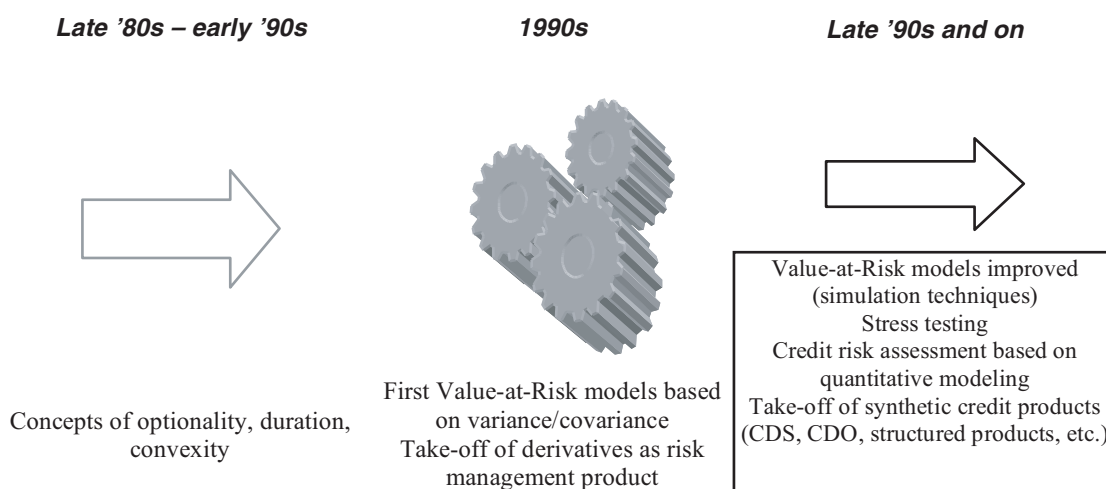 Late ’80s – early ’90s
1990s
Late ’90s and on
Concepts of optionality, duration,
convexity
First Value-at-Risk models based
on variance/covariance
Take-off of derivatives as risk
management product
Value-at-Risk models improved
(simulation techniques)
Stress testing
Credit risk assessment based on
quantitative modeling
Take-off of synthetic credit products
(CDS, CDO, structured products, etc.)